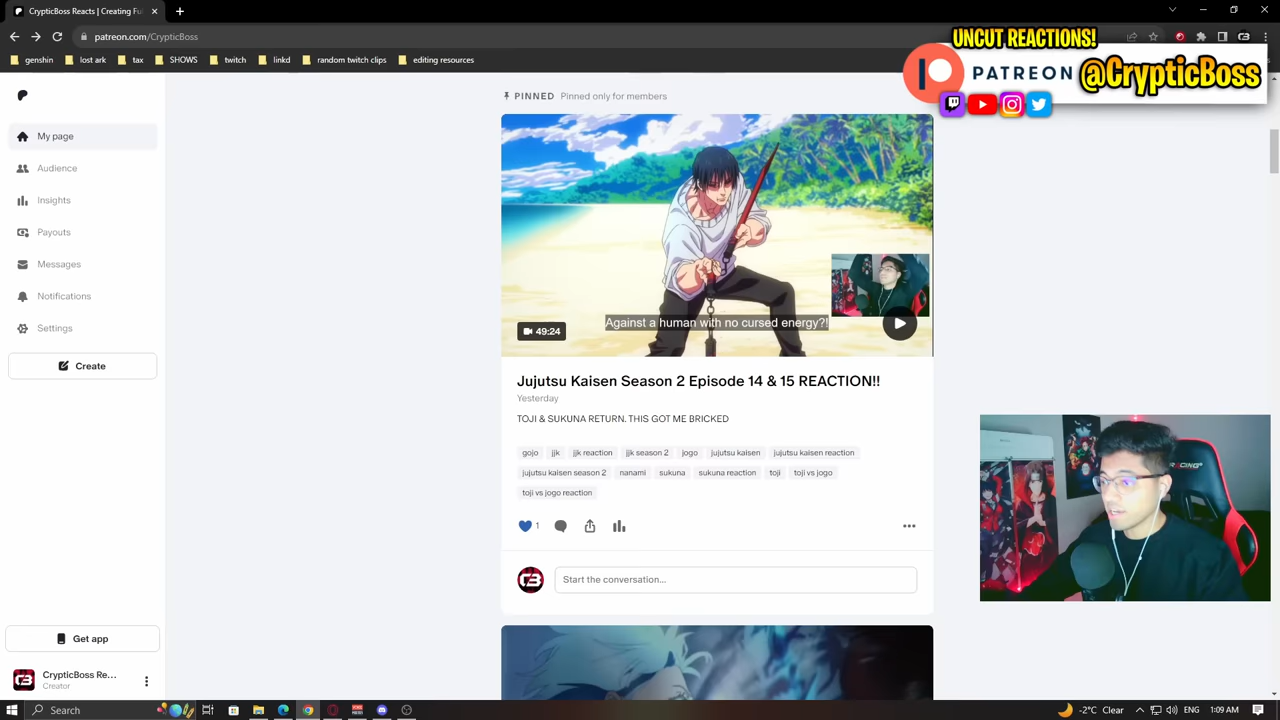 CrypticBoss Reacts | Creating Fu
patreon.com/CrypticBoss
genshin
lost ark
tax
SHOWS
twitch
linkd
random twitch clips
editing resources
UNCUT REACTIONS!
PATREON
@CrypticBoss
My page
Audience
Insights
Payouts
Messages
Notifications
Settings
Create
Get app
CrypticBoss Re...
Creator
PINNED Pinned only for members
Against a human with no cursed energy?!
49:24
Jujutsu Kaisen Season 2 Episode 14 & 15 REACTION!!
Yesterday
TOJI & SUKUNA RETURN. THIS GOT ME BRICKED
gojo jjk jjk reaction jjk season 2 jogo jujutsu kaisen jujutsu kaisen reaction
jujutsu kaisen season 2 nanami sukuna sukuna reaction toji toji vs jogo
toji vs jogo reaction
1
Start the conversation...
Search
-2°C Clear
ENG
1:09 AM